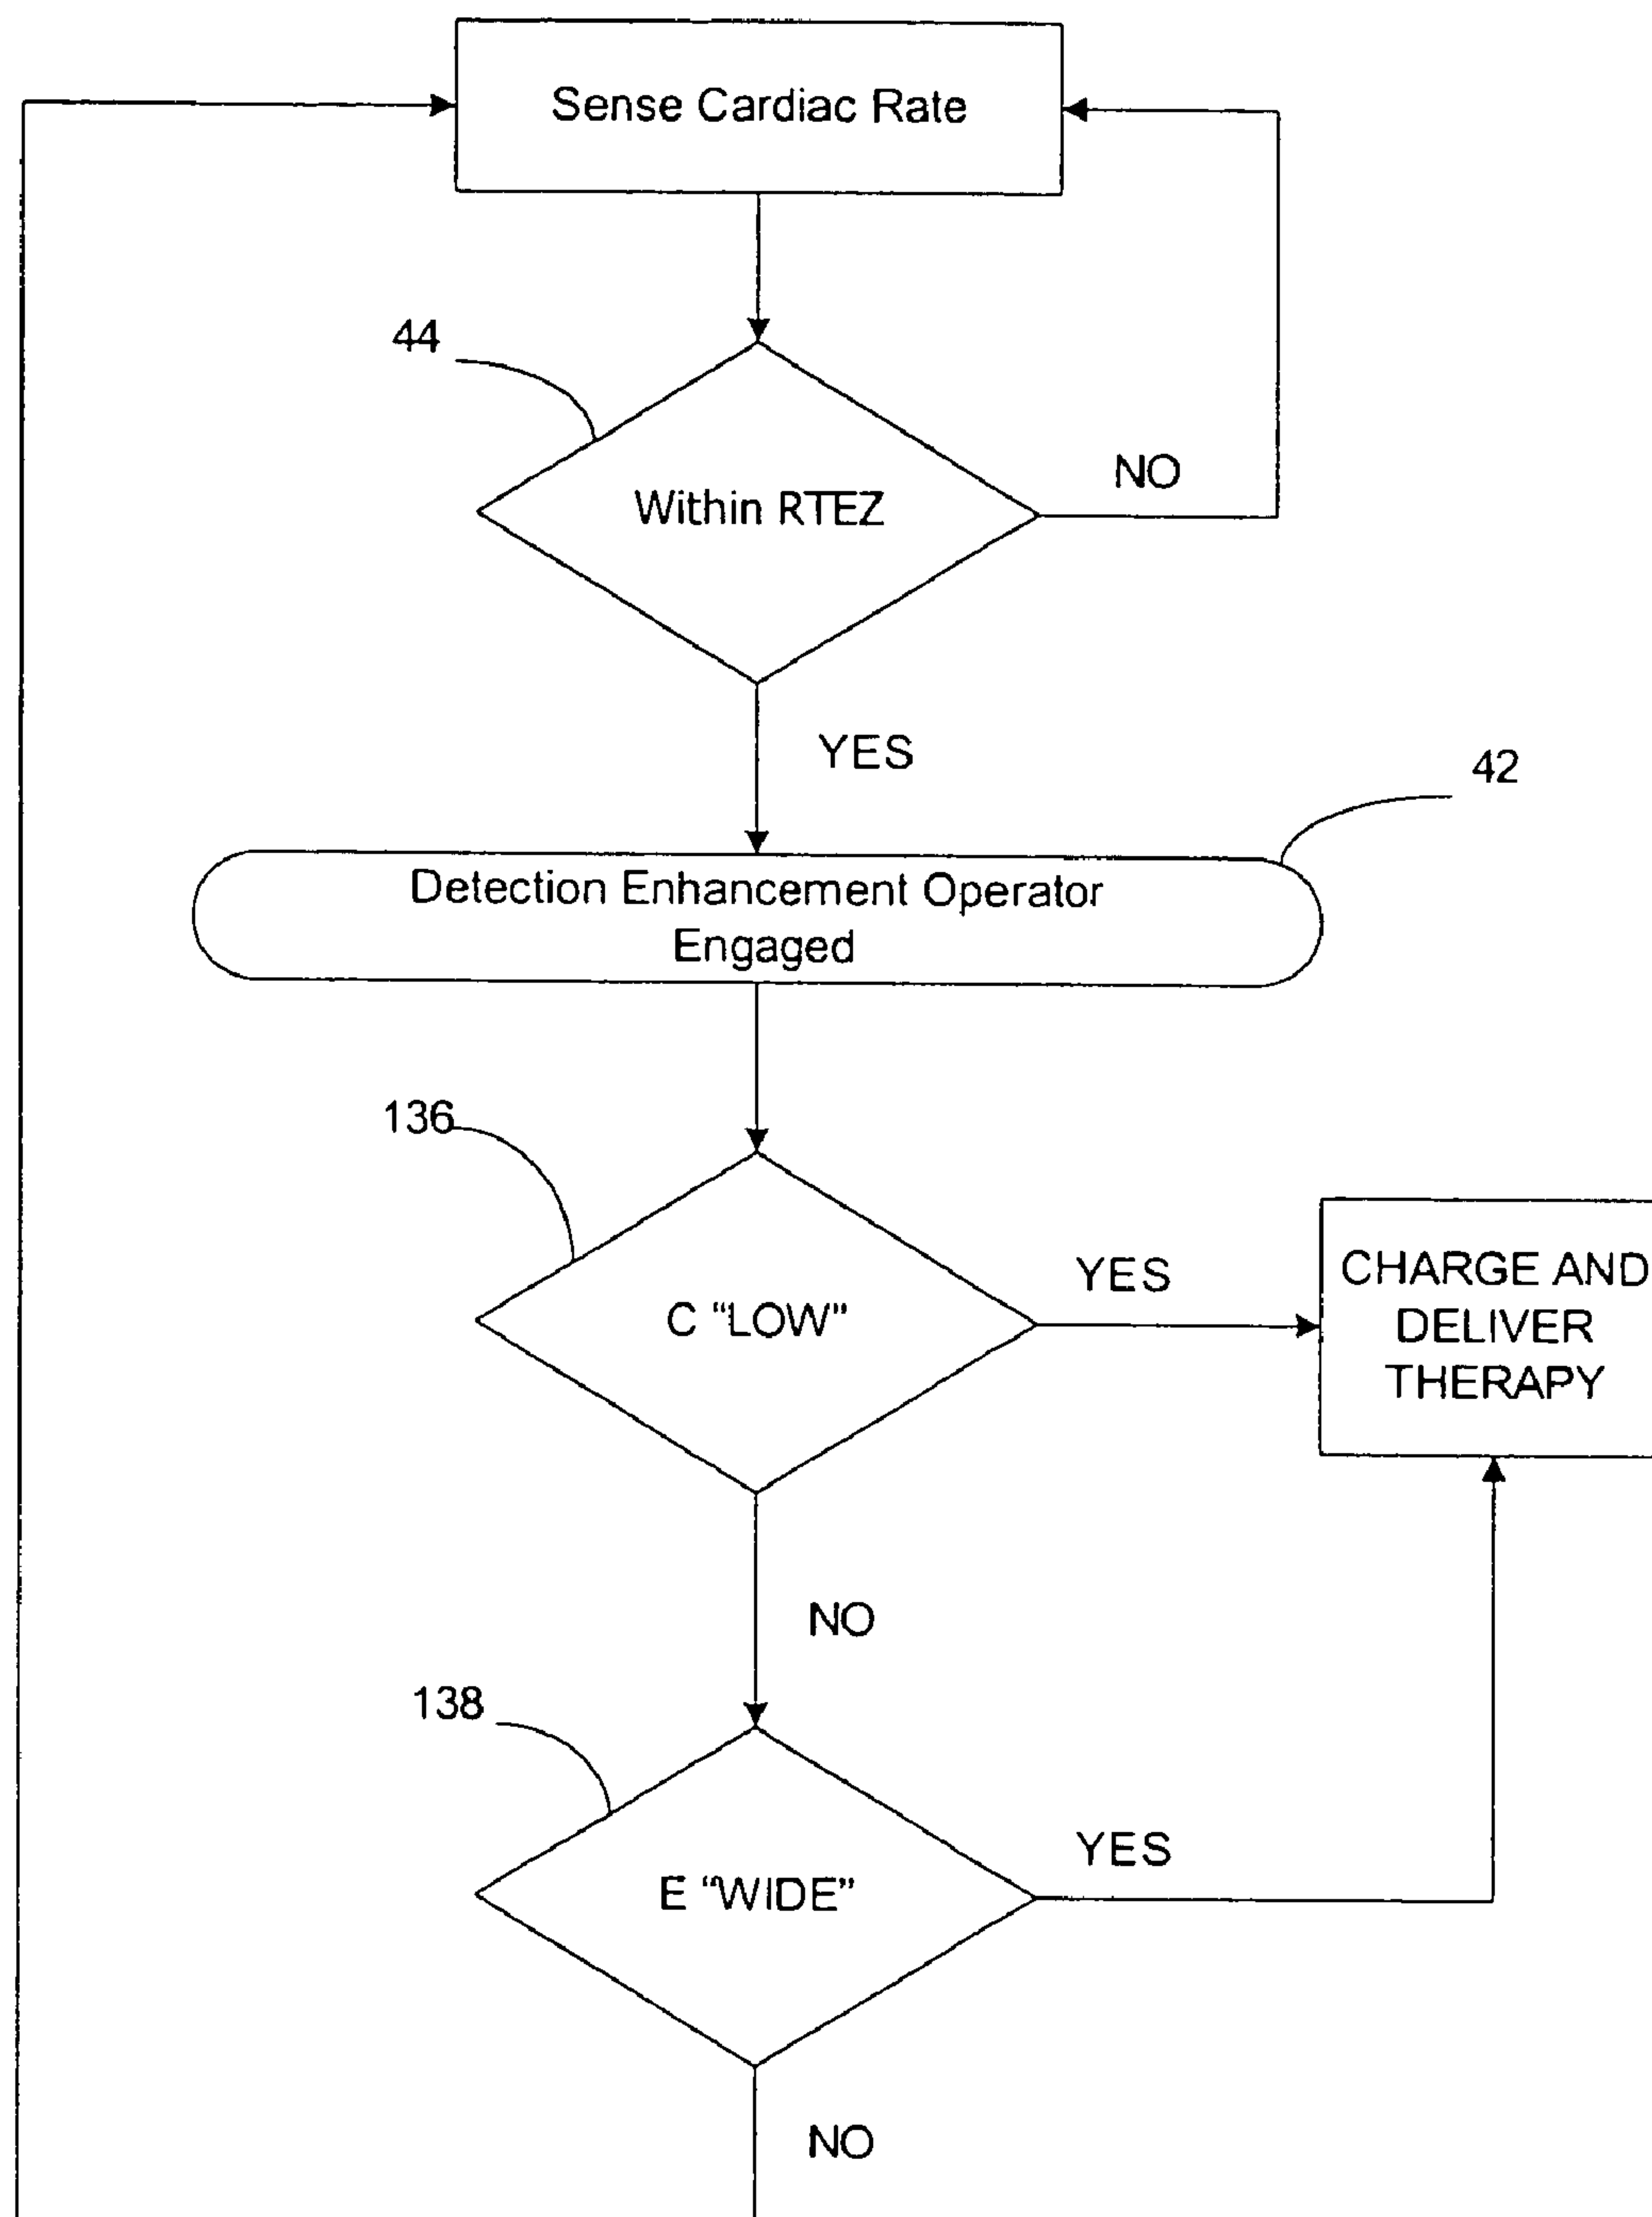 Sense Cardiac Rate
44
Within RTEZ
NO
YES
42
Detection Enhancement Operator
Engaged
136
C “LOW”
YES
CHARGE AND
DELIVER
THERAPY
NO
138
E “WIDE”
YES
NO